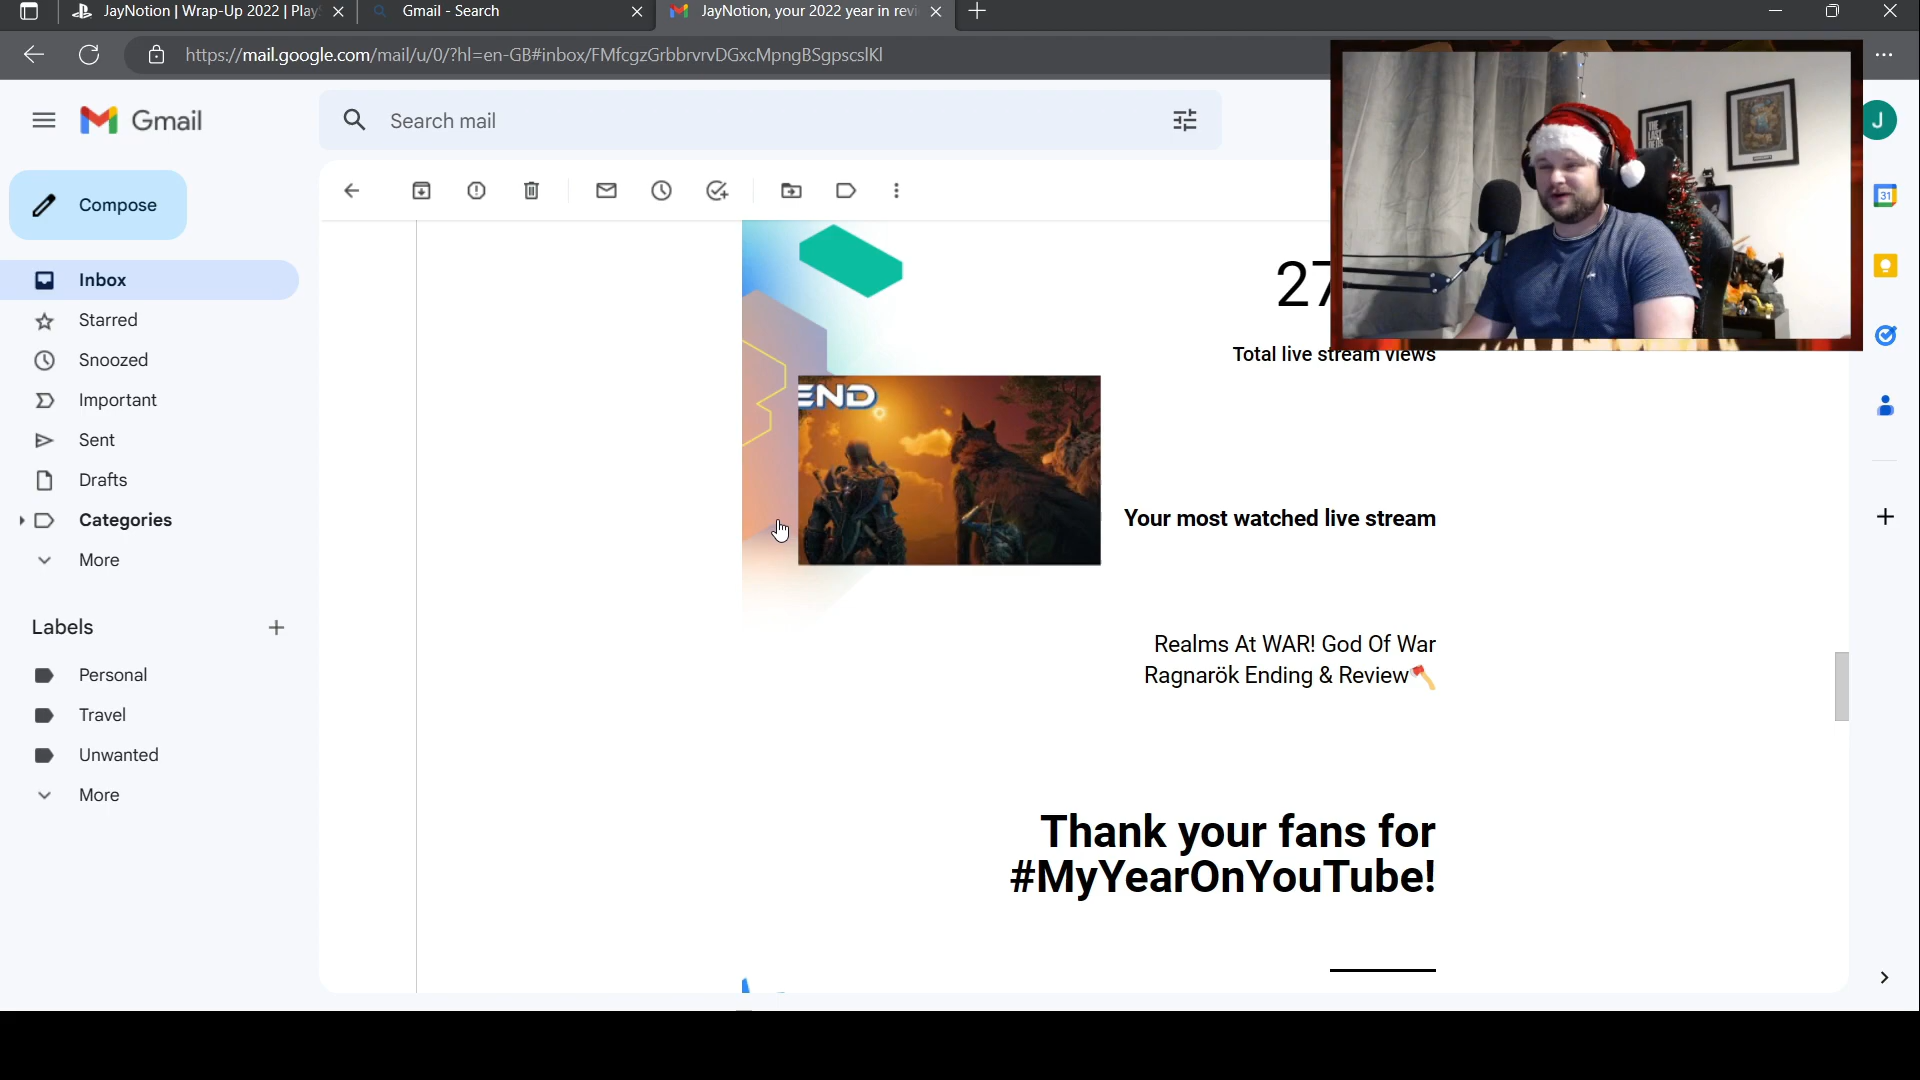 JayNotion | Wrap-Up 2022 | Play
Gmail - Search
JayNotion, your 2022 year in revi
https://mail.google.com/mail/u/0/?hl=en-GB#inbox/FMfcgzGrbbrvrvDGxcMpngBSgpscslKl
Gmail
Search mail
J
Compose
31
Inbox
Starred
Snoozed
Important
Sent
Drafts
Categories
More
Labels
Personal
Travel
Unwanted
More
27
Total live stream views
END
Your most watched live stream
Realms At WAR! God Of War
Ragnarök Ending & Review🪓
Thank your fans for
#MyYearOnYouTube!
THE LAST